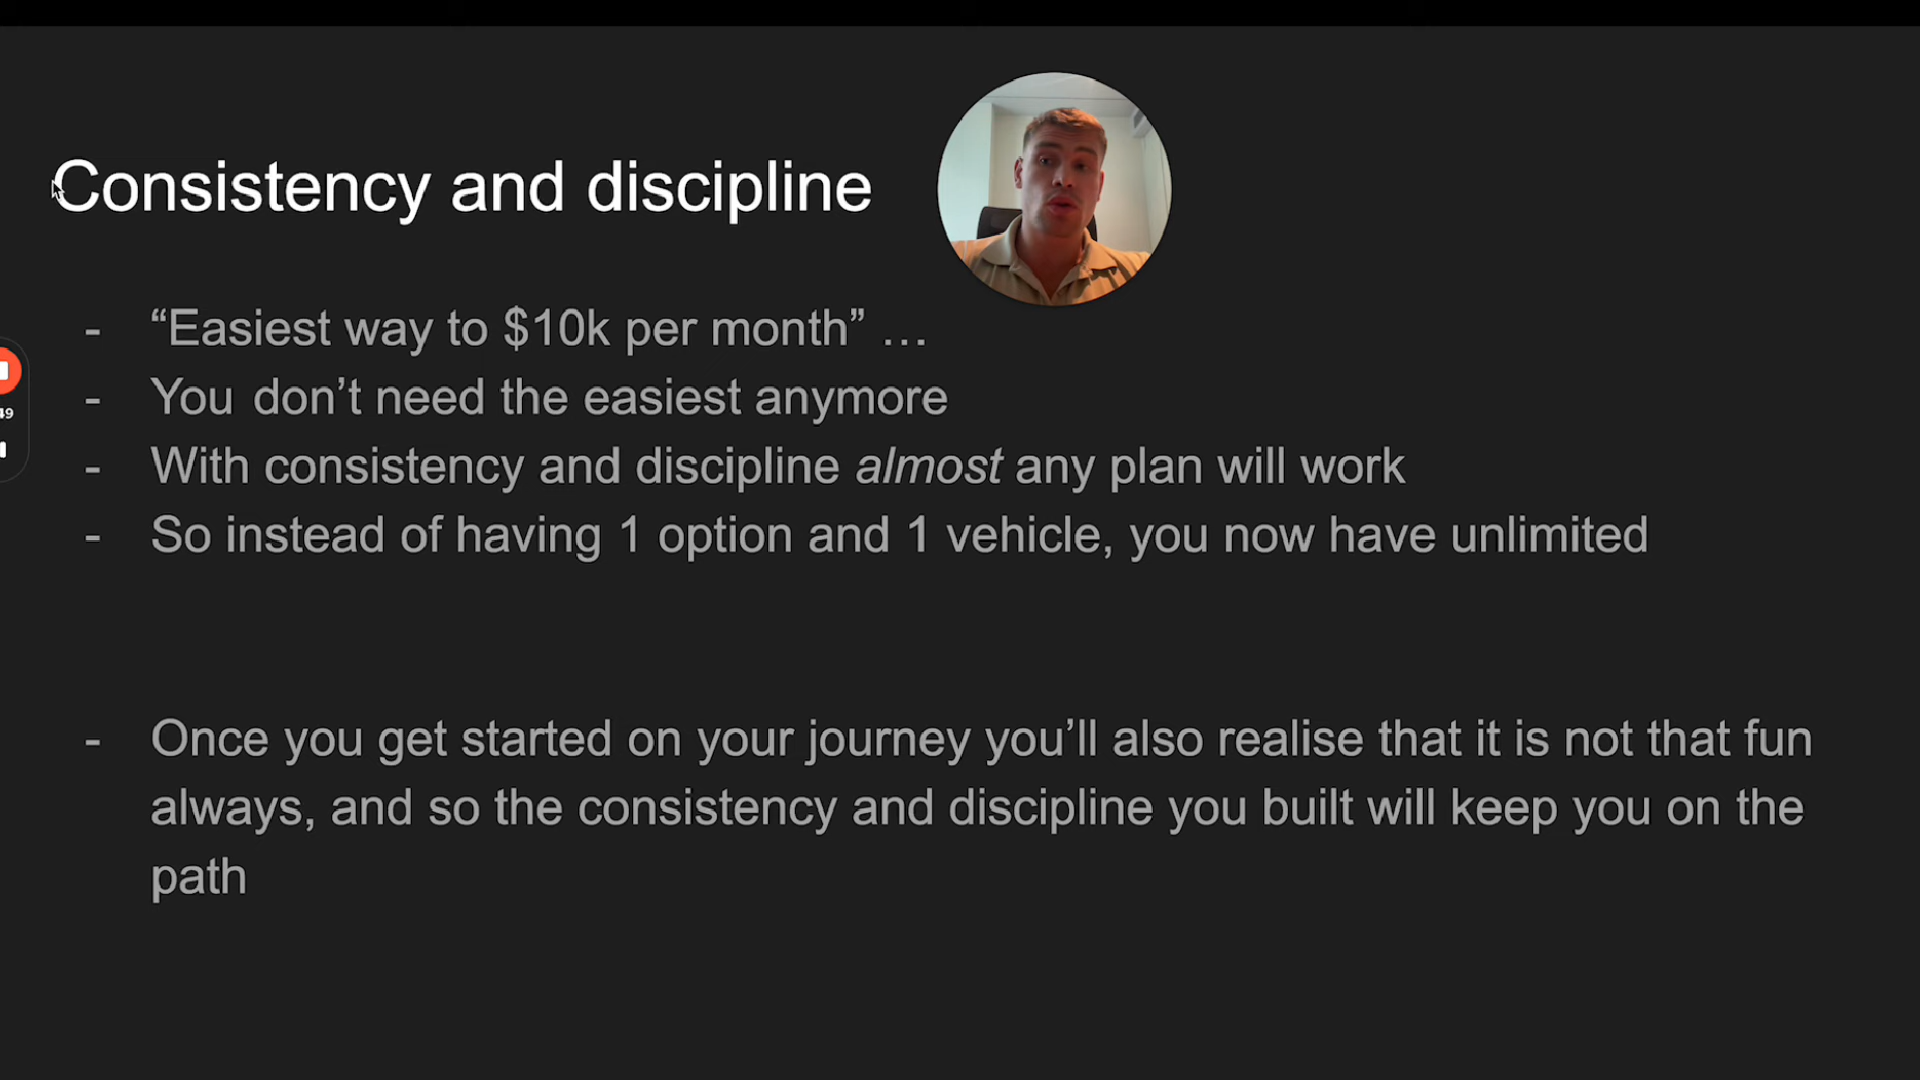 Consistency and discipline
- “Easiest way to $10k per month” …
- You don’t need the easiest anymore
- With consistency and discipline almost any plan will work
- So instead of having 1 option and 1 vehicle, you now have unlimited
49
- Once you get started on your journey you’ll also realise that it is not that fun
always, and so the consistency and discipline you built will keep you on the
path